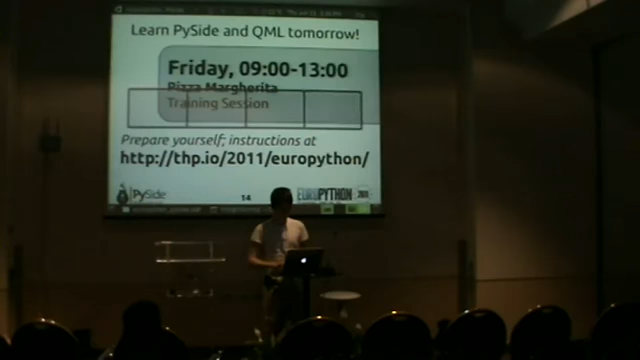 Learn PySide and QML tomorrow!
Friday, 09:00-13:00
Pizza Margherita
Training Session
Prepare yourself; instructions at
http://thp.io/2011/europython/
PySide
14
EUROPYTHON